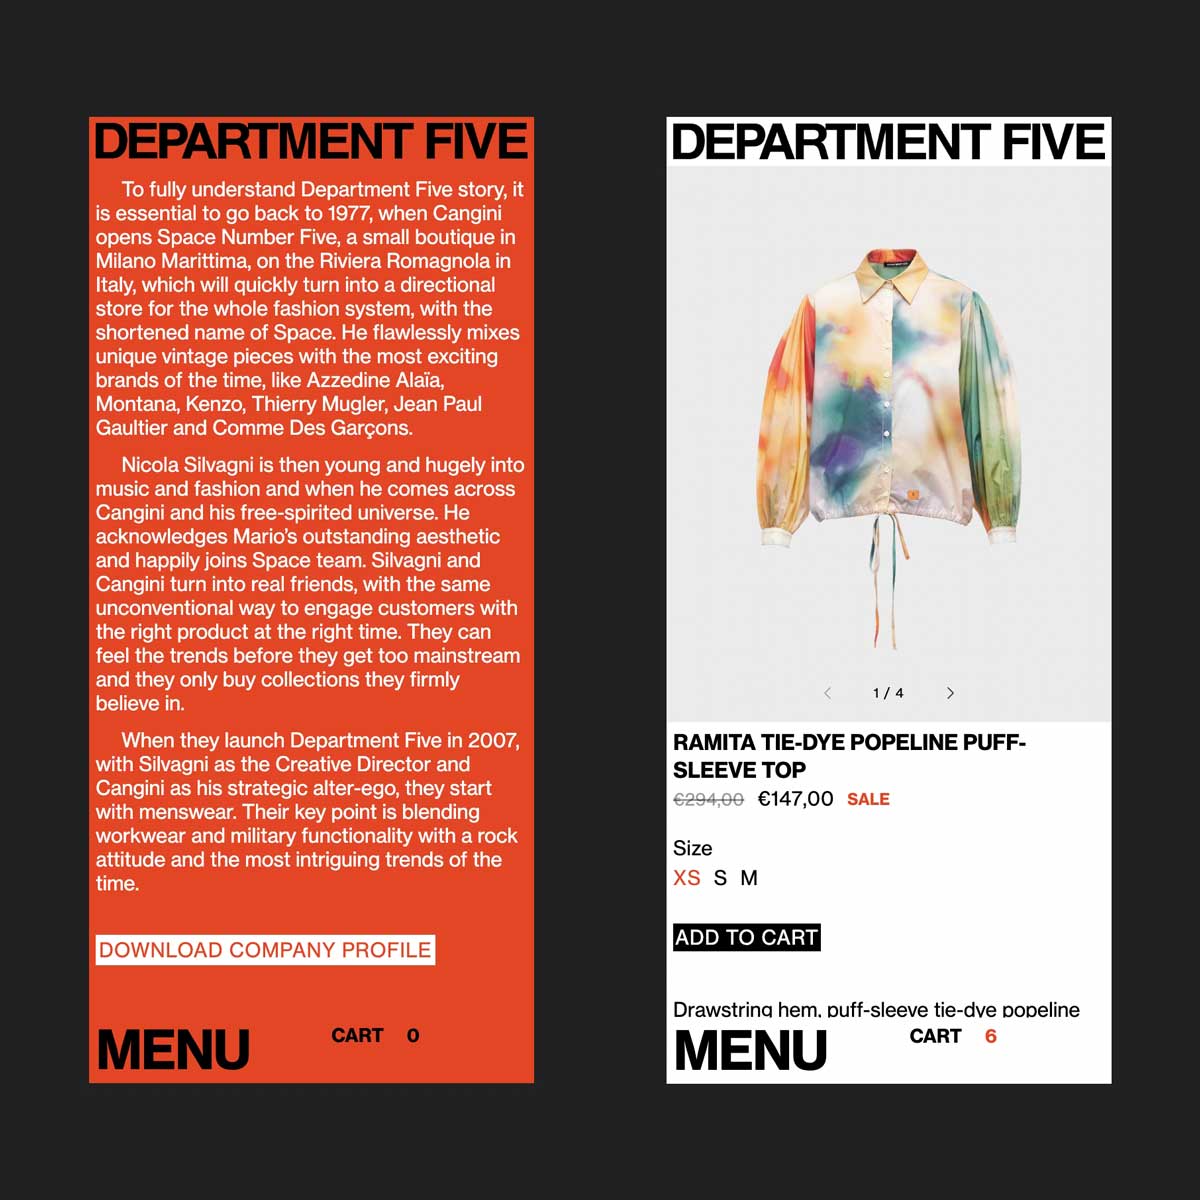 DEPARTMENT FIVE
To fully understand Department Five story, it
is essential to go back to 1977, when Cangini
opens Space Number Five, a small boutique in
Milano Marittima, on the Riviera Romagnola in
Italy, which will quickly turn into a directional
store for the whole fashion system, with the
shortened name of Space. He flawlessly mixes
unique vintage pieces with the most exciting
brands of the time, like Azzedine Alaïa,
Montana, Kenzo, Thierry Mugler, Jean Paul
Gaultier and Comme Des Garçons.
Nicola Silvagni is then young and hugely into
music and fashion and when he comes across
Cangini and his free-spirited universe. He
acknowledges Mario’s outstanding aesthetic
and happily joins Space team. Silvagni and
Cangini turn into real friends, with the same
unconventional way to engage customers with
the right product at the right time. They can
feel the trends before they get too mainstream
and they only buy collections they firmly
believe in.
When they launch Department Five in 2007,
with Silvagni as the Creative Director and
Cangini as his strategic alter-ego, they start
with menswear. Their key point is blending
workwear and military functionality with a rock
attitude and the most intriguing trends of the
time.
DOWNLOAD COMPANY PROFILE
MENU
CART 0
DEPARTMENT FIVE
1 / 4
RAMITA TIE-DYE POPELINE PUFF-
SLEEVE TOP
€294,00 €147,00 SALE
Size
XS S M
ADD TO CART
Drawstring hem, puff-sleeve tie-dye popeline
MENU
CART 6